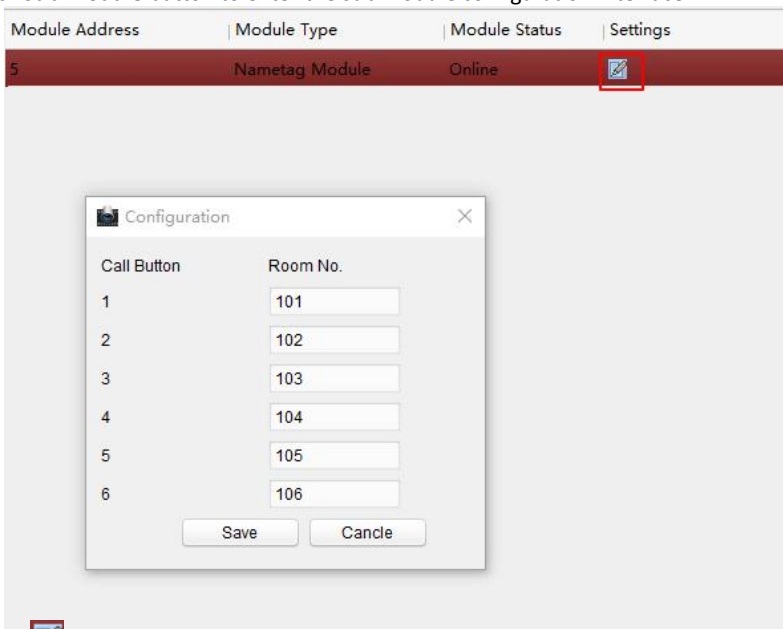 Module Address Module Type Module Status Settings
5 Nametag Module Online
Configuration
Call Button Room No.
1 101
2 102
3 103
4 104
5 105
6 106
Save Cancle